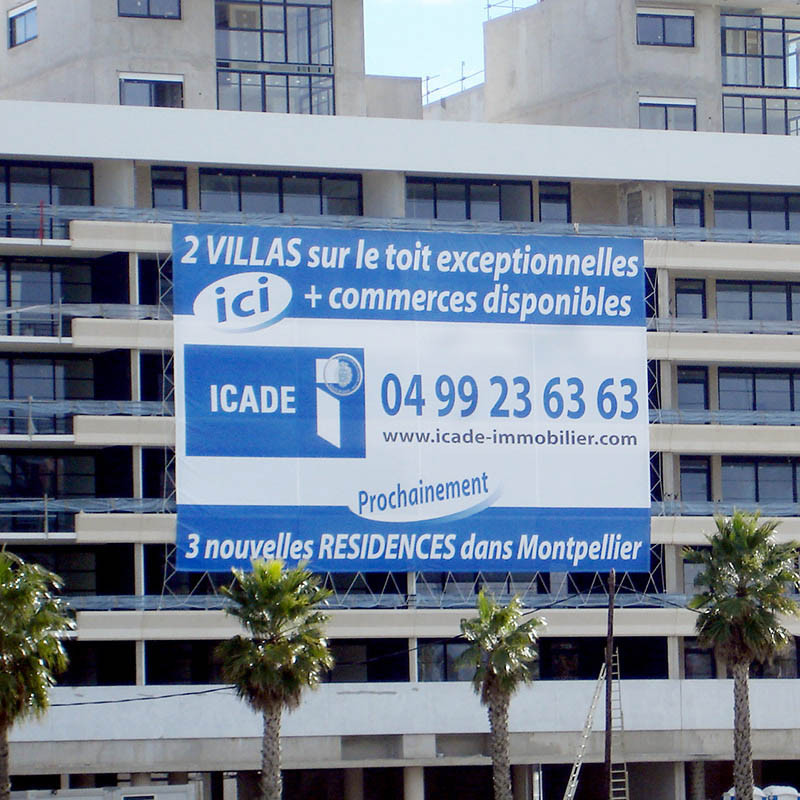 2 VILLAS sur le toit exceptionnelles
ici + commerces disponibles
ICADE
04 99 23 63 63
www.icade-immobilier.com
Prochainement
3 nouvelles RESIDENCES dans Montpellier